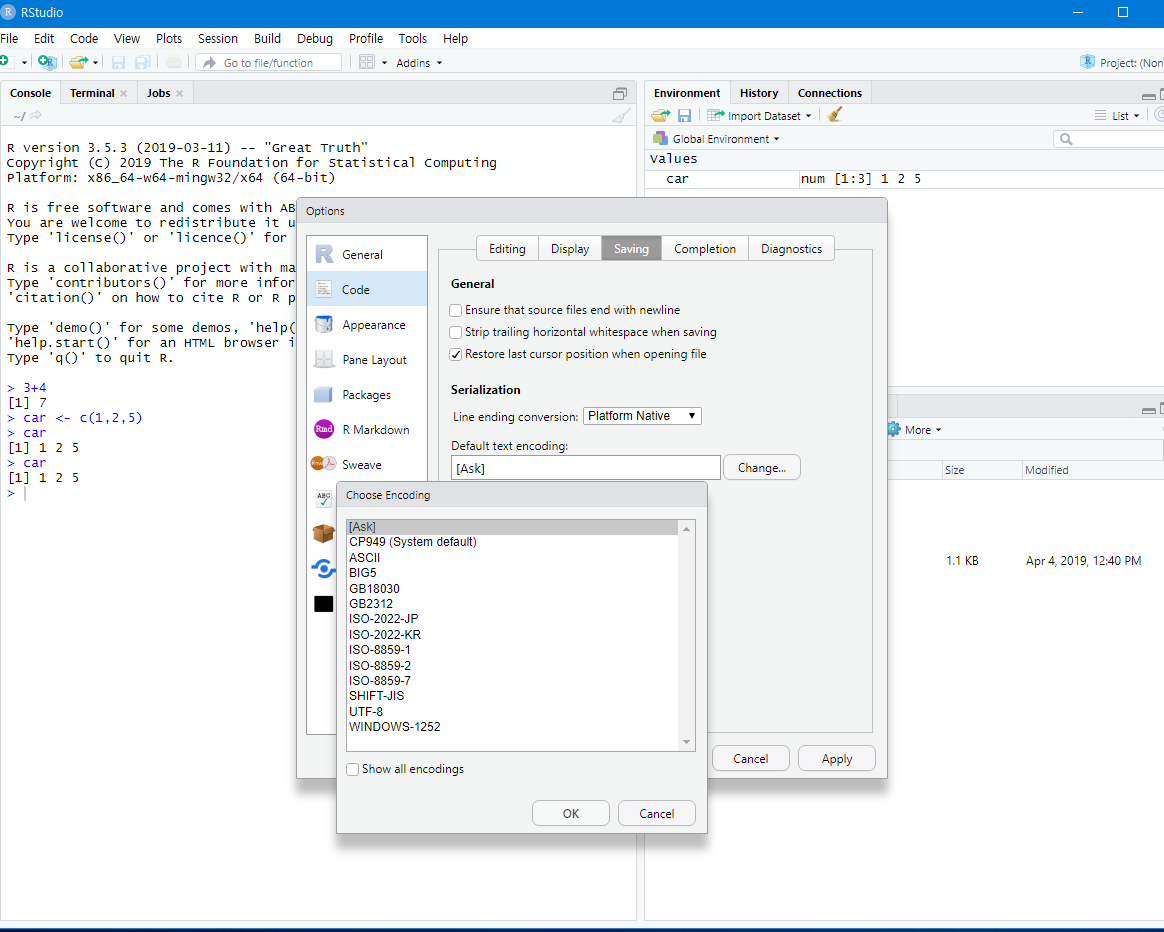 RStudio
File Edit Code View Plots Session Build Debug Profile Tools Help
Go to file/function
Addins
Project: (Non
Console Terminal Jobs
~/
R version 3.5.3 (2019-03-11) -- "Great Truth"
Copyright (C) 2019 The R Foundation for Statistical Computing
Platform: x86_64-w64-mingw32/x64 (64-bit)
R is free software and comes with AB
You are welcome to redistribute it u
Type 'license()' or 'licence()' for
R is a collaborative project with ma
Type 'contributors()' for more infor
'citation()' on how to cite R or R p
Type 'demo()' for some demos, 'help(
'help.start()' for an HTML browser i
Type 'q()' to quit R.
> 3+4
[1] 7
> car <- c(1,2,5)
> car
[1] 1 2 5
> car
[1] 1 2 5
>
Environment History Connections
Import Dataset
List
Global Environment
Values
car num [1:3] 1 2 5
More
Size Modified
1.1 KB Apr 4, 2019, 12:40 PM
Options
General
Code
Appearance
Pane Layout
Packages
Rmd R Markdown
Sweave
ABC
Editing Display Saving Completion Diagnostics
General
Ensure that source files end with newline
Strip trailing horizontal whitespace when saving
Restore last cursor position when opening file
Serialization
Line ending conversion: Platform Native
Default text encoding:
[Ask] Change...
Cancel Apply
Choose Encoding
[Ask]
CP949 (System default)
ASCII
BIG5
GB18030
GB2312
ISO-2022-JP
ISO-2022-KR
ISO-8859-1
ISO-8859-2
ISO-8859-7
SHIFT-JIS
UTF-8
WINDOWS-1252
Show all encodings
OK Cancel